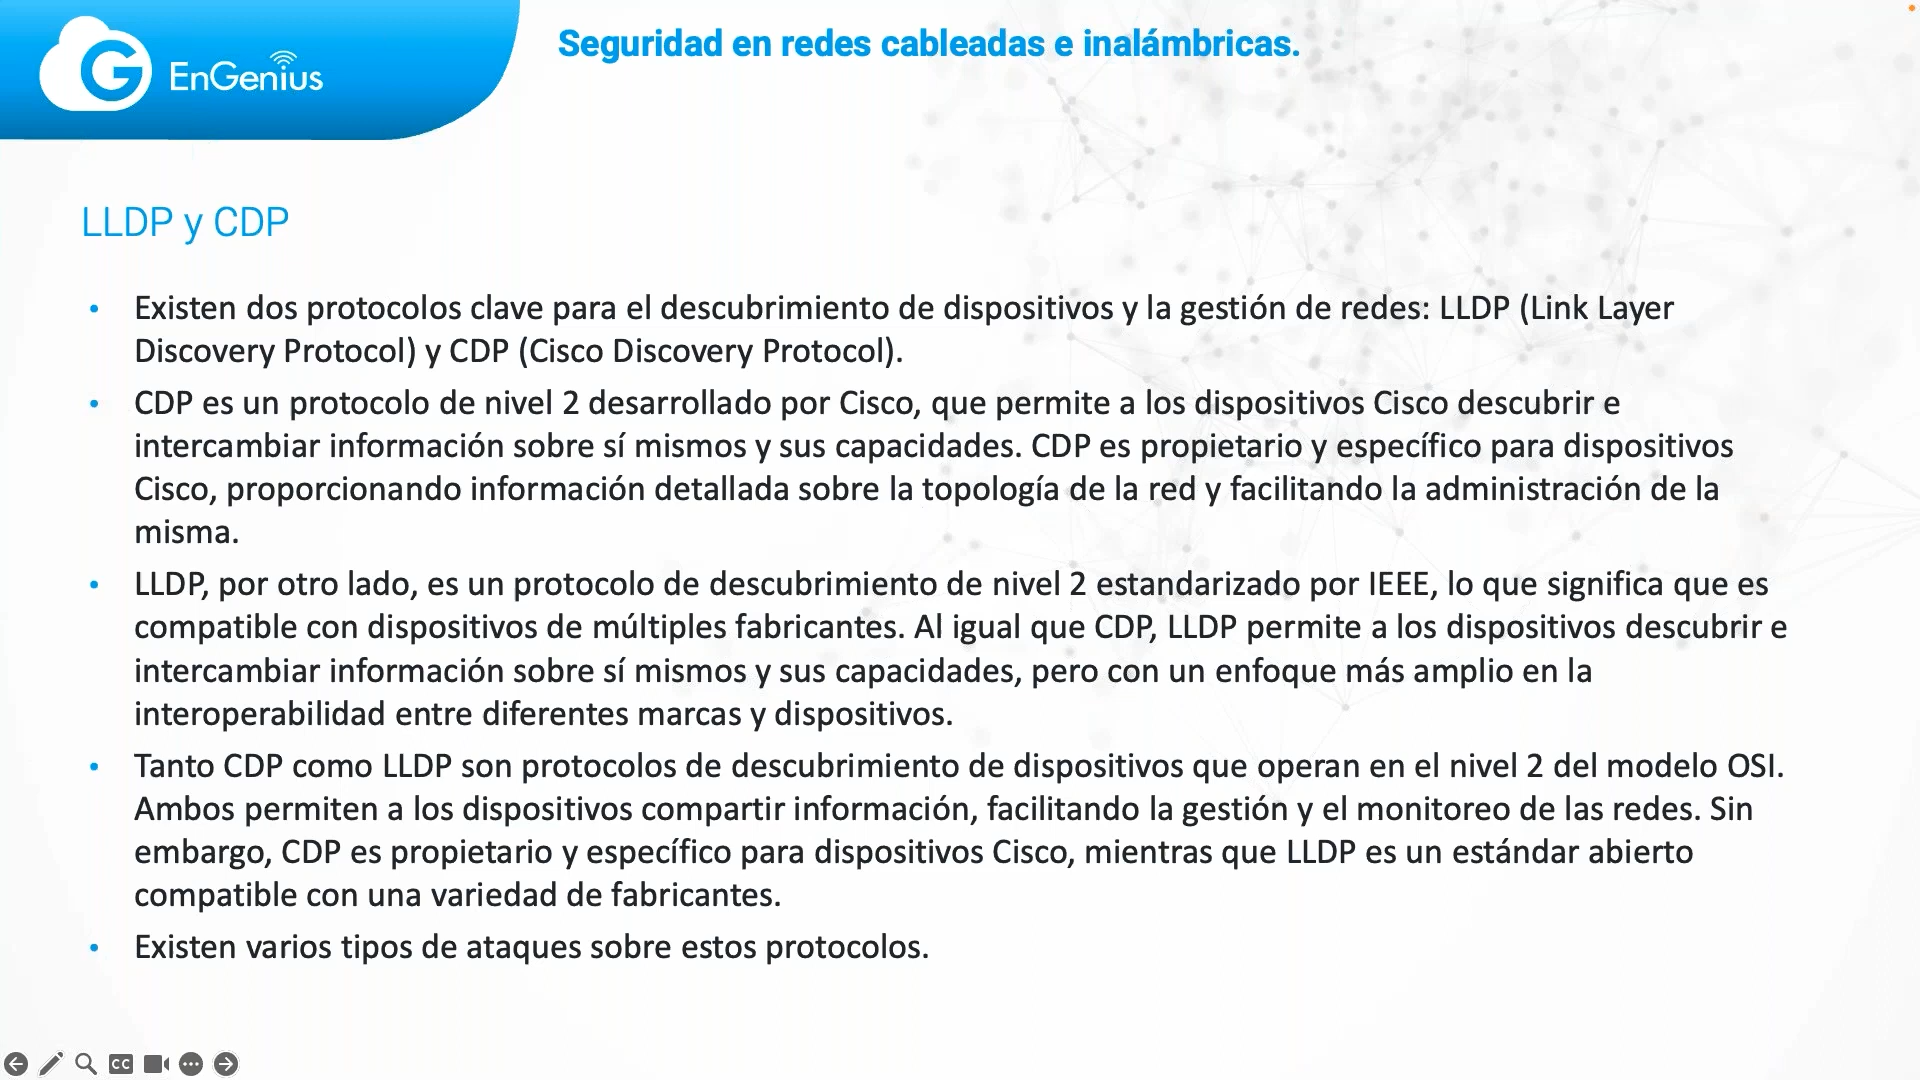 EnGenius
Seguridad en redes cableadas e inalámbricas.
LLDP y CDP
• Existen dos protocolos clave para el descubrimiento de dispositivos y la gestión de redes: LLDP (Link Layer
Discovery Protocol) y CDP (Cisco Discovery Protocol).
• CDP es un protocolo de nivel 2 desarrollado por Cisco, que permite a los dispositivos Cisco descubrir e
intercambiar información sobre sí mismos y sus capacidades. CDP es propietario y específico para dispositivos
Cisco, proporcionando información detallada sobre la topología de la red y facilitando la administración de la
misma.
• LLDP, por otro lado, es un protocolo de descubrimiento de nivel 2 estandarizado por IEEE, lo que significa que es
compatible con dispositivos de múltiples fabricantes. Al igual que CDP, LLDP permite a los dispositivos descubrir e
intercambiar información sobre sí mismos y sus capacidades, pero con un enfoque más amplio en la
interoperabilidad entre diferentes marcas y dispositivos.
• Tanto CDP como LLDP son protocolos de descubrimiento de dispositivos que operan en el nivel 2 del modelo OSI.
Ambos permiten a los dispositivos compartir información, facilitando la gestión y el monitoreo de las redes. Sin
embargo, CDP es propietario y específico para dispositivos Cisco, mientras que LLDP es un estándar abierto
compatible con una variedad de fabricantes.
• Existen varios tipos de ataques sobre estos protocolos.
CC